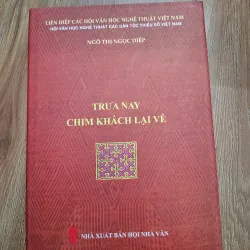 LIÊN HIỆP CÁC HỘI VĂN HỌC NGHỆ THUẬT VIỆT NAM
HỘI VĂN HỌC NGHỆ THUẬT CÁC DÂN TỘC THIỂU SỐ VIỆT NAM
NGÔ THỊ NGỌC DIỆP
TRƯA NAY
CHIM KHÁCH LẠI VỀ
NHÀ XUẤT BẢN HỘI NHÀ VĂN